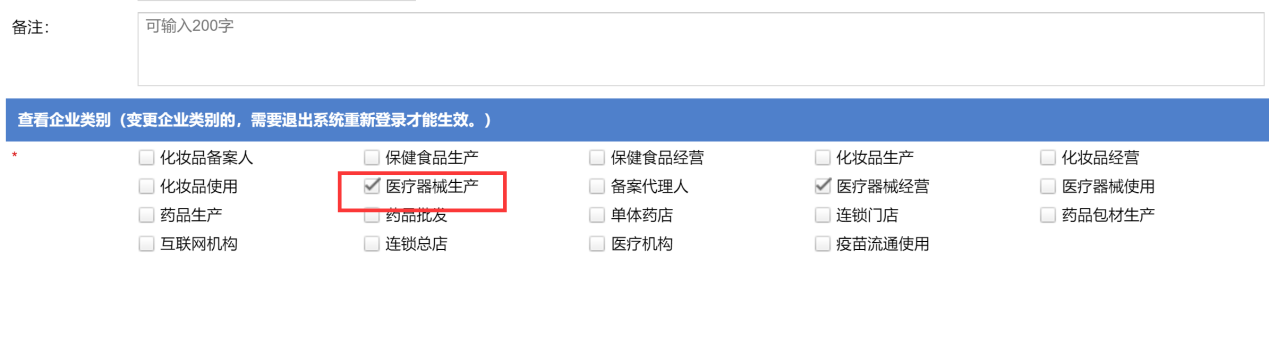 备注：
可输入200字
查看企业类别（变更企业类别的，需要退出系统重新登录才能生效。）
* 化妆品备案人 保健食品生产 保健食品经营 化妆品生产 化妆品经营
化妆品使用 医疗器械生产 备案代理人 医疗器械经营 医疗器械使用
药品生产 药品批发 单体药店 连锁门店 药品包材生产
互联网机构 连锁总店 医疗机构 疫苗流通使用